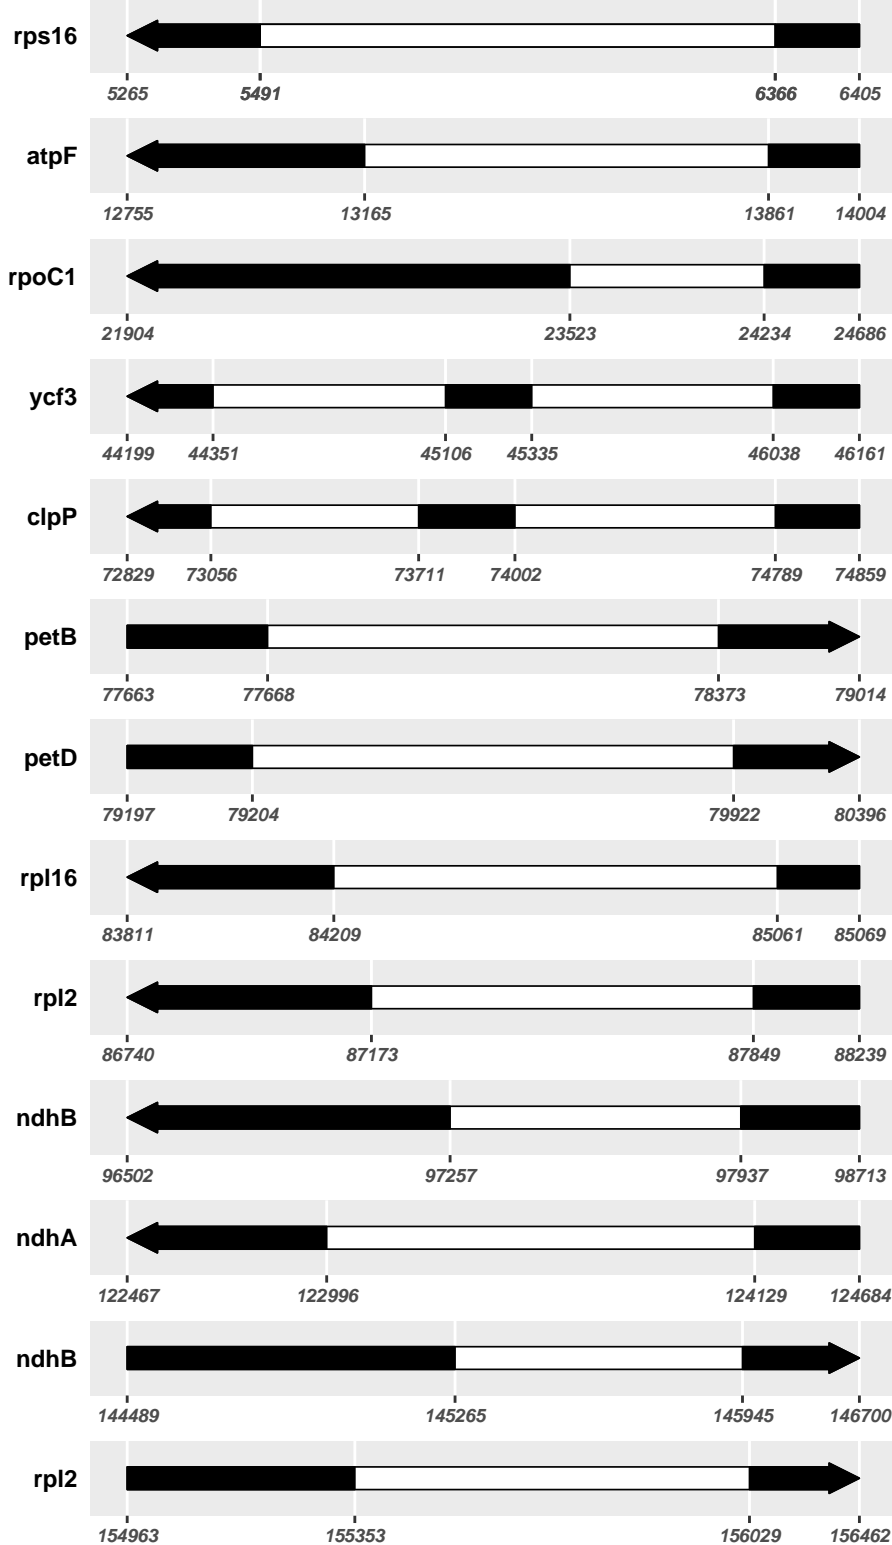 rps16
5265 5491 6366 6405
atpF
12755 13165 13861 14004
rpoC1
21904 23523 24234 24686
ycf3
44199 44351 45106 45335 46038 46161
clpP
72829 73056 73711 74002 74789 74859
petB
77663 77668 78373 79014
petD
79197 79204 79922 80396
rpl16
83811 84209 85061 85069
rpl2
86740 87173 87849 88239
ndhB
96502 97257 97937 98713
ndhA
122467 122996 124129 124684
ndhB
144489 145265 145945 146700
rpl2
154963 155353 156029 156462